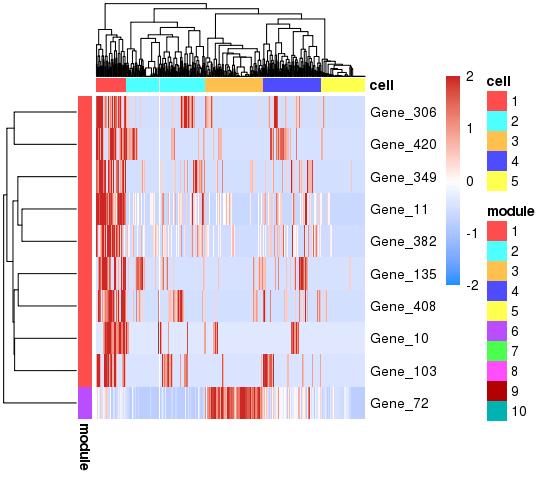 cell
Gene_306
Gene_420
Gene_349
Gene_11
Gene_382
Gene_135
Gene_408
Gene_10
Gene_103
Gene_72
module
2
1
0
-1
-2
cell
1
2
3
4
5
module
1
2
3
4
5
6
7
8
9
10